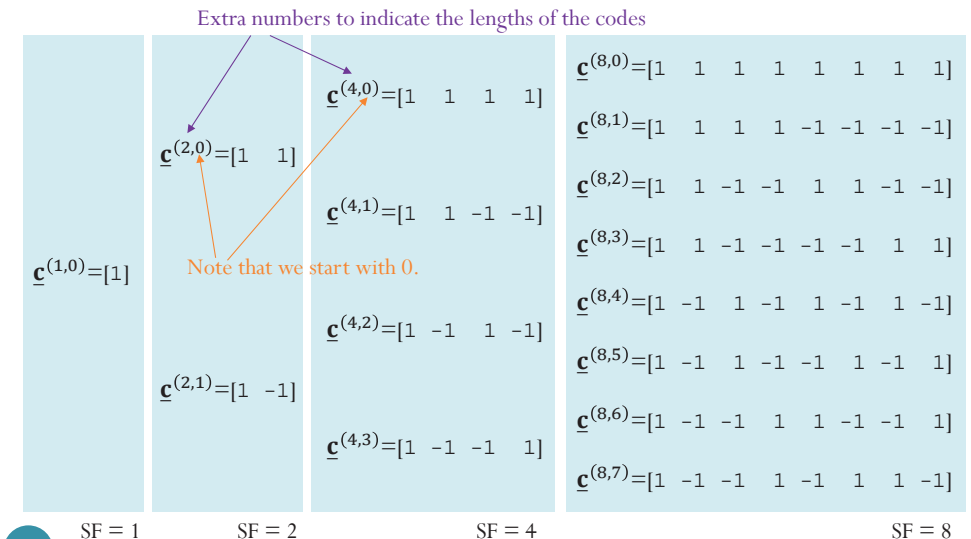 Extra numbers to indicate the lengths of the codes
c^(1,0)=[1]
SF = 1
c^(2,0)=[1 1]
c^(2,1)=[1 -1]
SF = 2
Note that we start with 0.
c^(4,0)=[1 1 1 1]
c^(4,1)=[1 1 -1 -1]
c^(4,2)=[1 -1 1 -1]
c^(4,3)=[1 -1 -1 1]
SF = 4
c^(8,0)=[1 1 1 1 1 1 1 1]
c^(8,1)=[1 1 1 1 -1 -1 -1 -1]
c^(8,2)=[1 1 -1 -1 1 1 -1 -1]
c^(8,3)=[1 1 -1 -1 -1 -1 1 1]
c^(8,4)=[1 -1 1 -1 1 -1 1 -1]
c^(8,5)=[1 -1 1 -1 -1 1 -1 1]
c^(8,6)=[1 -1 -1 1 1 -1 -1 1]
c^(8,7)=[1 -1 -1 1 -1 1 1 -1]
SF = 8